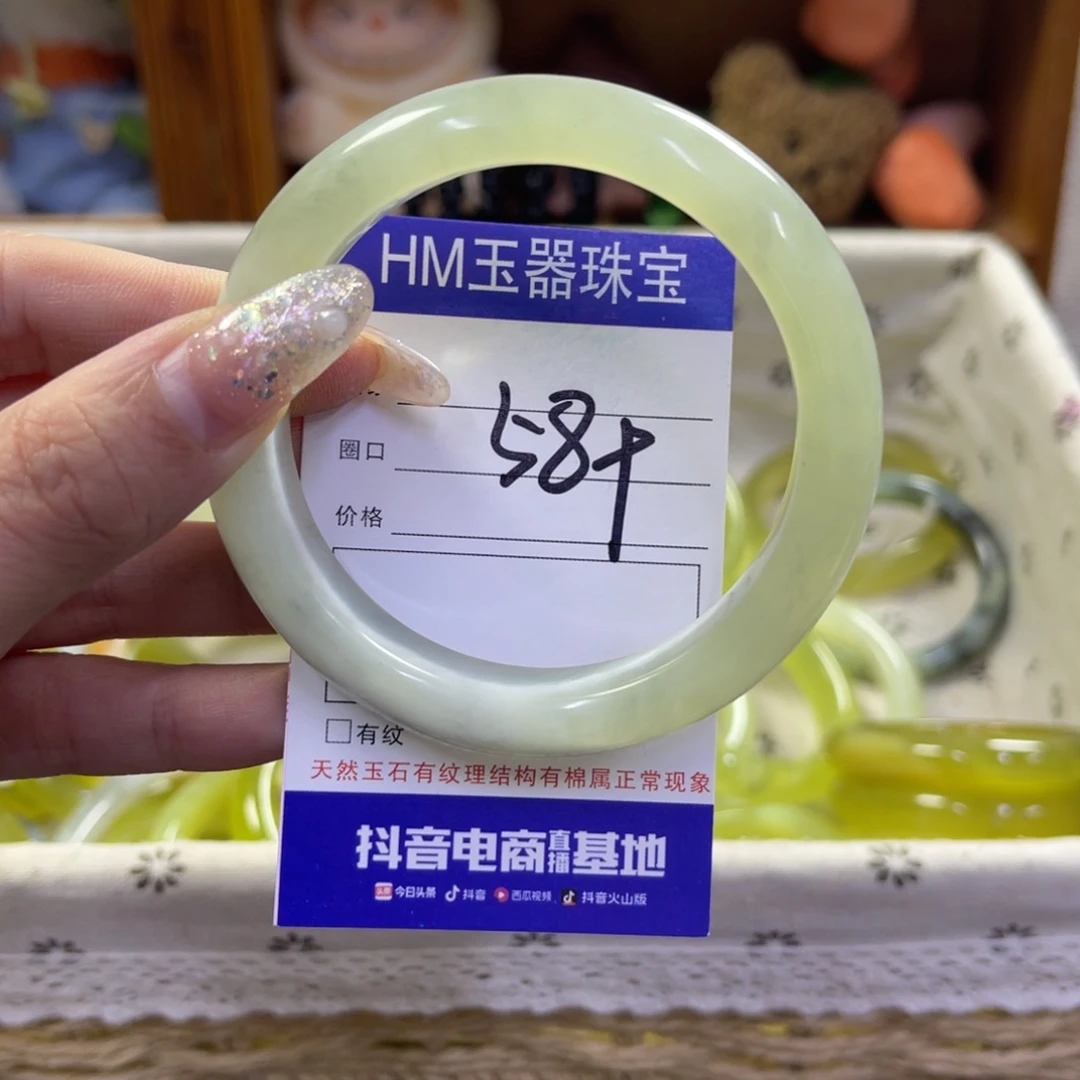 HM玉器珠宝
58+
圈口
价格
有纹
天然玉石有纹理结构有棉属正常现象
抖音电商直播基地
头条 今日头条 抖音 西瓜视频 抖音火山版